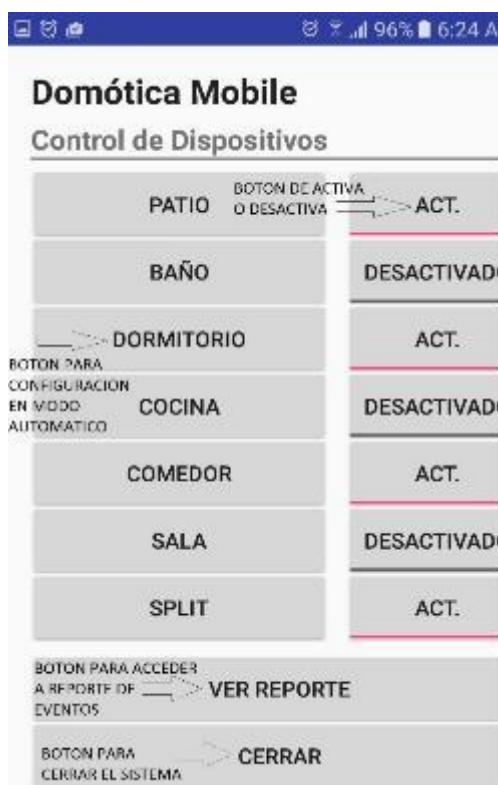 96% 6:24 A
Domótica Mobile
Control de Dispositivos
PATIO
BOTON DE ACTIVA
O DESACTIVA
ACT.
BAÑO
DESACTIVADO
DORMITORIO
ACT.
BOTON PARA
CONFIGURACION
EN MODO
AUTOMATICO
COCINA
DESACTIVADO
COMEDOR
ACT.
SALA
DESACTIVADO
SPLIT
ACT.
BOTON PARA ACCEDER
A REPORTE DE
EVENTOS
VER REPORTE
BOTON PARA
CERRAR EL SISTEMA
CERRAR